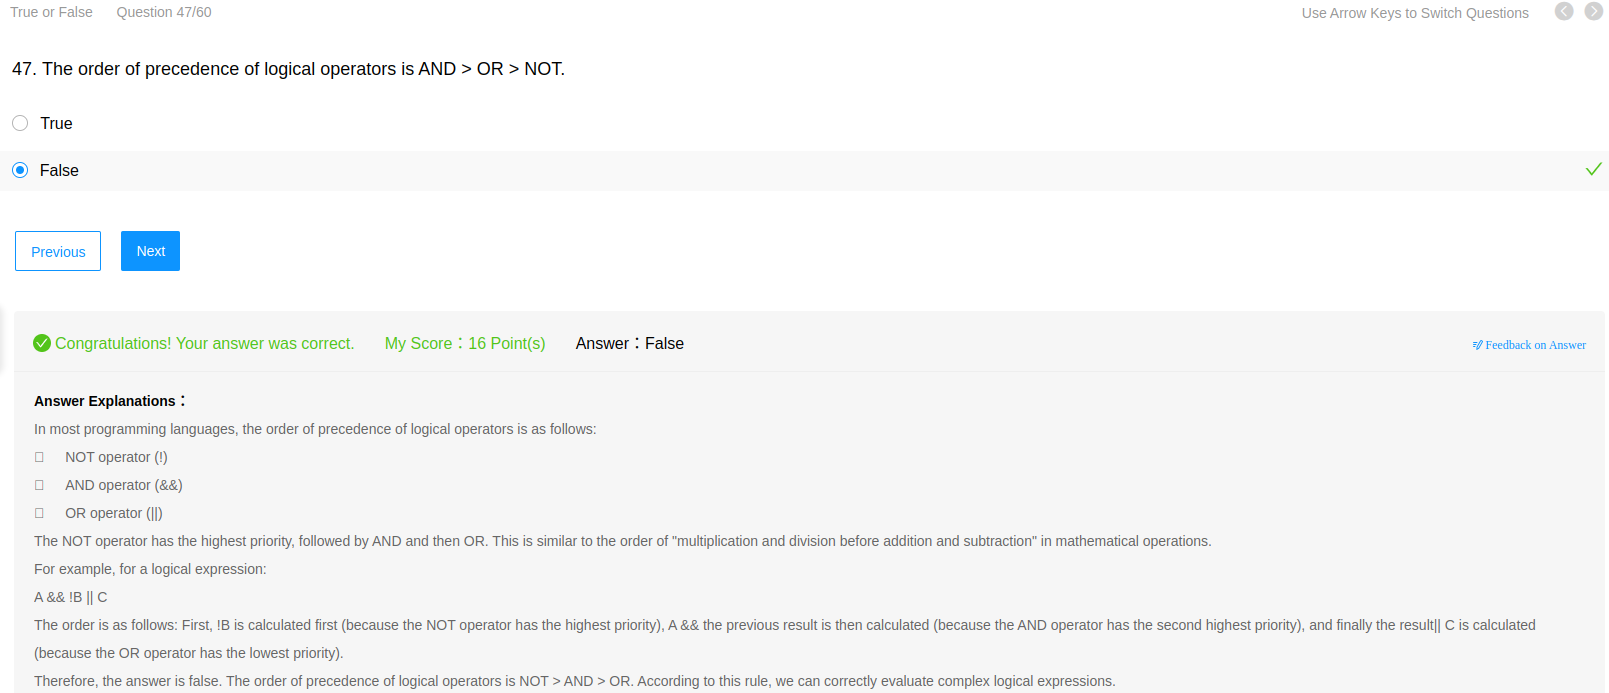 True or False Question 47/60 Use Arrow Keys to Switch Questions
47. The order of precedence of logical operators is AND > OR > NOT.
True
False
Previous Next
Congratulations! Your answer was correct. My Score：16 Point(s) Answer：False Feedback on Answer
Answer Explanations：
In most programming languages, the order of precedence of logical operators is as follows:
NOT operator (!)
AND operator (&&)
OR operator (||)
The NOT operator has the highest priority, followed by AND and then OR. This is similar to the order of "multiplication and division before addition and subtraction" in mathematical operations.
For example, for a logical expression:
A && !B || C
The order is as follows: First, !B is calculated first (because the NOT operator has the highest priority), A && the previous result is then calculated (because the AND operator has the second highest priority), and finally the result|| C is calculated
(because the OR operator has the lowest priority).
Therefore, the answer is false. The order of precedence of logical operators is NOT > AND > OR. According to this rule, we can correctly evaluate complex logical expressions.